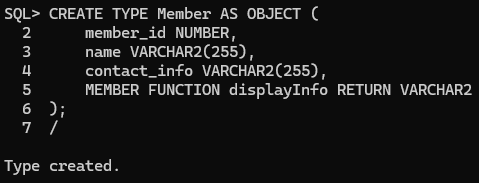 SQL> CREATE TYPE Member AS OBJECT (
  2      member_id NUMBER,
  3      name VARCHAR2(255),
  4      contact_info VARCHAR2(255),
  5      MEMBER FUNCTION displayInfo RETURN VARCHAR2
  6  );
  7  /
Type created.